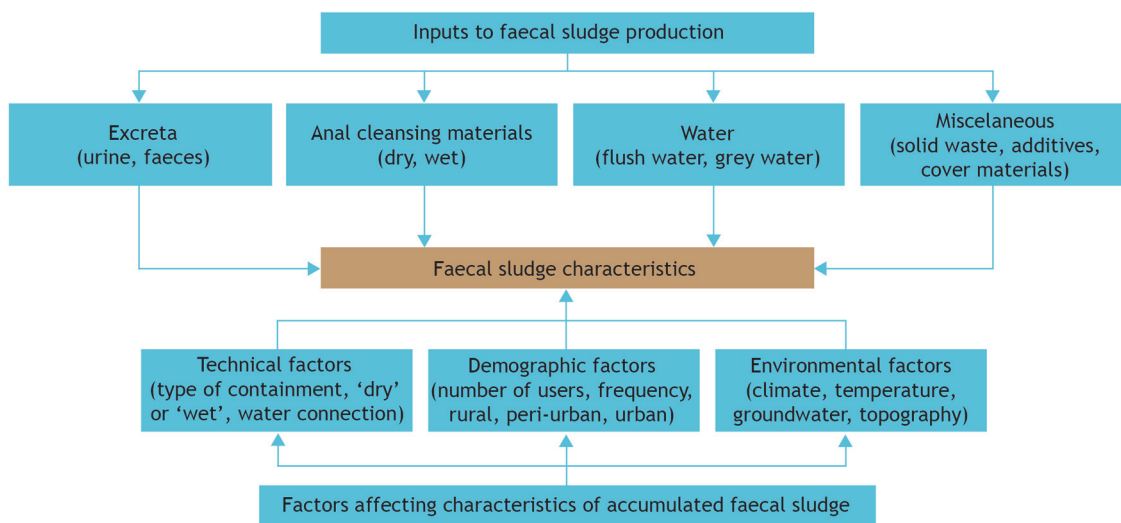 Inputs to faecal sludge production
Excreta
(urine, faeces)
Anal cleansing materials
(dry, wet)
Water
(flush water, grey water)
Miscelaneous
(solid waste, additives,
cover materials)
Faecal sludge characteristics
Technical factors
(type of containment, ‘dry’
or ‘wet’, water connection)
Demographic factors
(number of users, frequency,
rural, peri-urban, urban)
Environmental factors
(climate, temperature,
groundwater, topography)
Factors affecting characteristics of accumulated faecal sludge